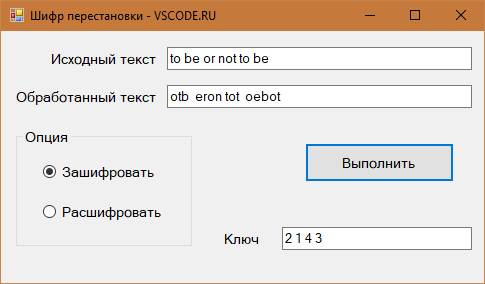 Шифр перестановки - VSCODE.RU
Исходный текст to be or not to be
Обработанный текст otb  eron tot  oebot
Опция
Зашифровать
Выполнить
Расшифровать
Ключ 2 1 4 3